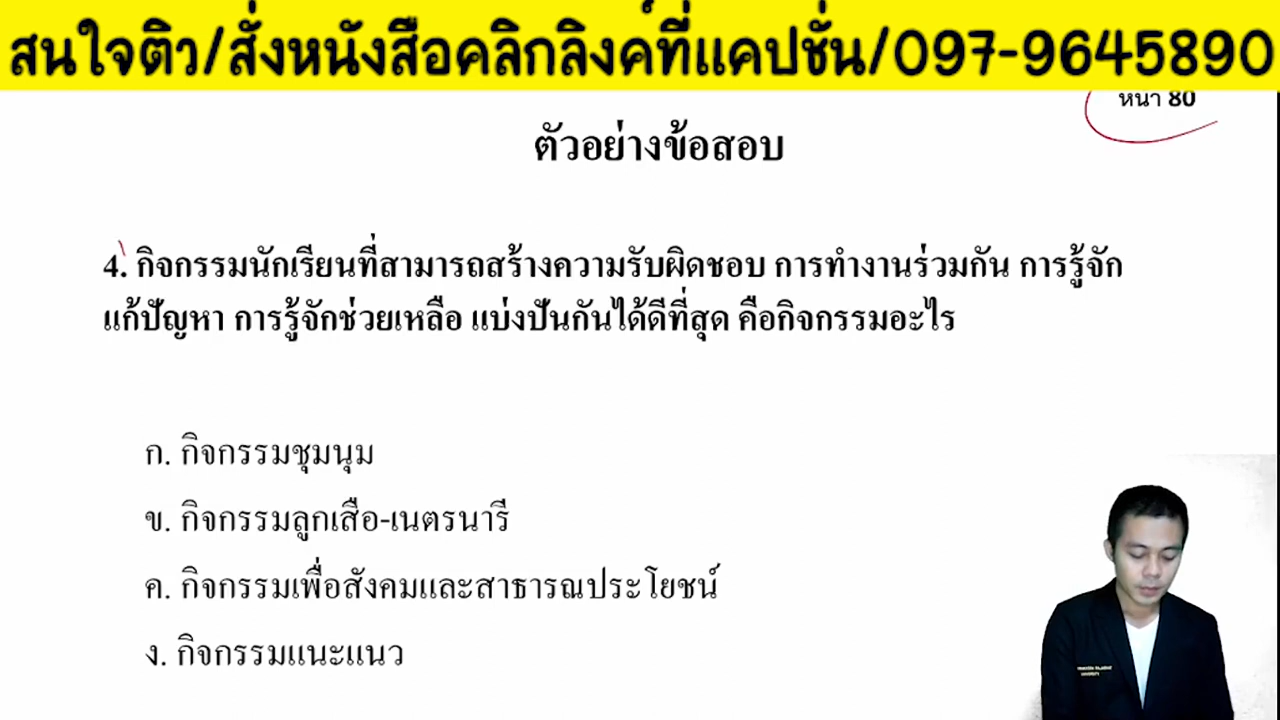 สนใจติว/สั่งหนังสือคลิกลิงค์ที่แคปชั่น/097-9645890
หน้า 80
ตัวอย่างข้อสอบ
4. กิจกรรมนักเรียนที่สามารถสร้างความรับผิดชอบ การทำงานร่วมกัน การรู้จัก
แก้ปัญหา การรู้จักช่วยเหลือ แบ่งปันกันได้ดีที่สุด คือกิจกรรมอะไร
ก. กิจกรรมชุมนุม
ข. กิจกรรมลูกเสือ-เนตรนารี
ค. กิจกรรมเพื่อสังคมและสาธารณประโยชน์
ง. กิจกรรมแนะแนว